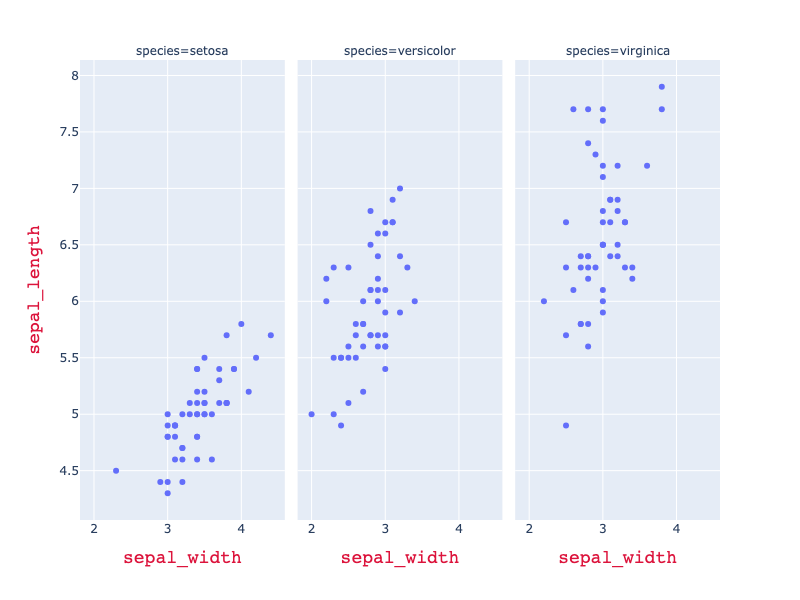 species=setosa species=versicolor species=virginica
8
7.5
7
6.5
6
5.5
5
4.5
sepal_length
2 3 4 2 3 4 2 3 4
sepal_width sepal_width sepal_width